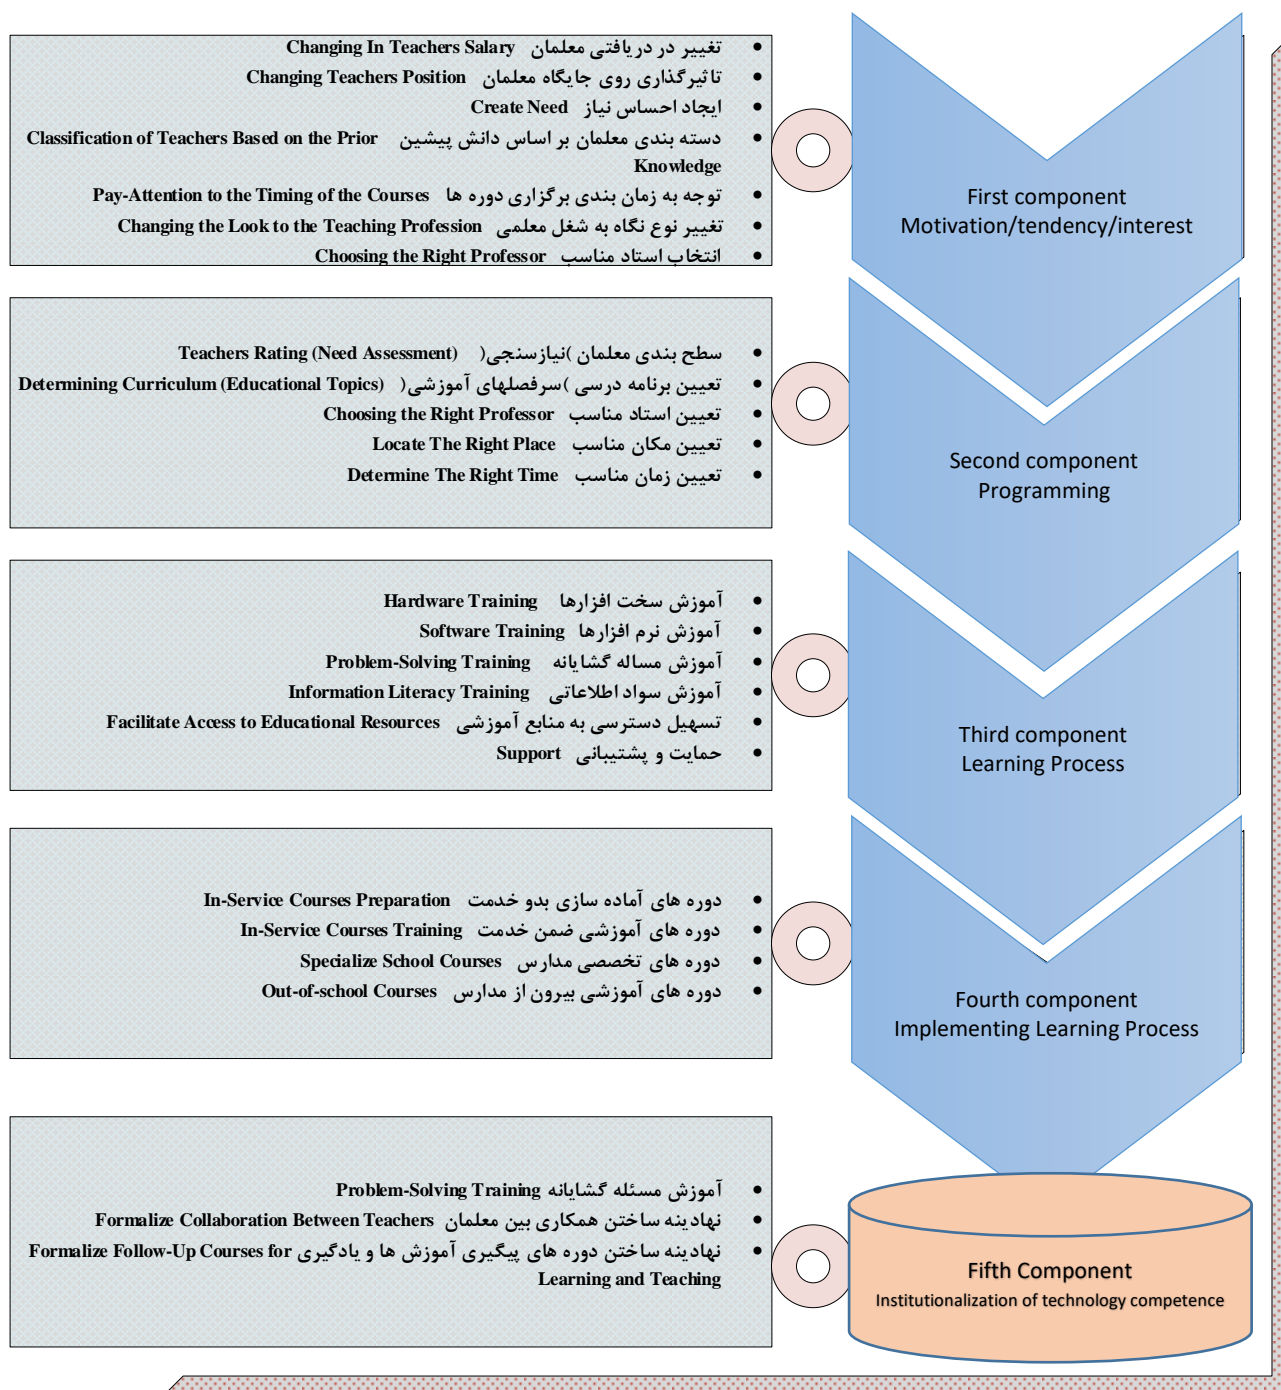 • تغییر در دریافتی معلمان Changing In Teachers Salary
• تاثیرگذاری روی جایگاه معلمان Changing Teachers Position
• ایجاد احساس نیاز Create Need
• دسته بندی معلمان بر اساس دانش پیشین Classification of Teachers Based on the Prior
Knowledge
• توجه به زمان بندی برگزاری دوره ها Pay-Attention to the Timing of the Courses
• تغییر نوع نگاه به شغل معلمی Changing the Look to the Teaching Profession
• انتخاب استاد مناسب Choosing the Right Professor
First component
Motivation/tendency/interest
• سطح بندی معلمان )نیازسنجی( Teachers Rating (Need Assessment)
• تعیین برنامه درسی )سرفصلهای آموزشی( Determining Curriculum (Educational Topics)
• تعیین استاد مناسب Choosing the Right Professor
• تعیین مکان مناسب Locate The Right Place
• تعیین زمان مناسب Determine The Right Time
Second component
Programming
• آموزش سخت افزارها Hardware Training
• آموزش نرم افزارها Software Training
• آموزش مساله گشایانه Problem-Solving Training
• آموزش سواد اطلاعاتی Information Literacy Training
• تسهیل دسترسی به منابع آموزشی Facilitate Access to Educational Resources
• حمایت و پشتیبانی Support
Third component
Learning Process
• دوره های آماده سازی بدو خدمت In-Service Courses Preparation
• دوره های آموزشی ضمن خدمت In-Service Courses Training
• دوره های تخصصی مدارس Specialize School Courses
• دوره های آموزشی بیرون از مدارس Out-of-school Courses
Fourth component
Implementing Learning Process
• آموزش مسئله گشایانه Problem-Solving Training
• نهادینه ساختن همکاری بین معلمان Formalize Collaboration Between Teachers
• نهادینه ساختن دوره های پیگیری آموزش ها و یادگیری Formalize Follow-Up Courses for
Learning and Teaching
Fifth Component
Institutionalization of technology competence